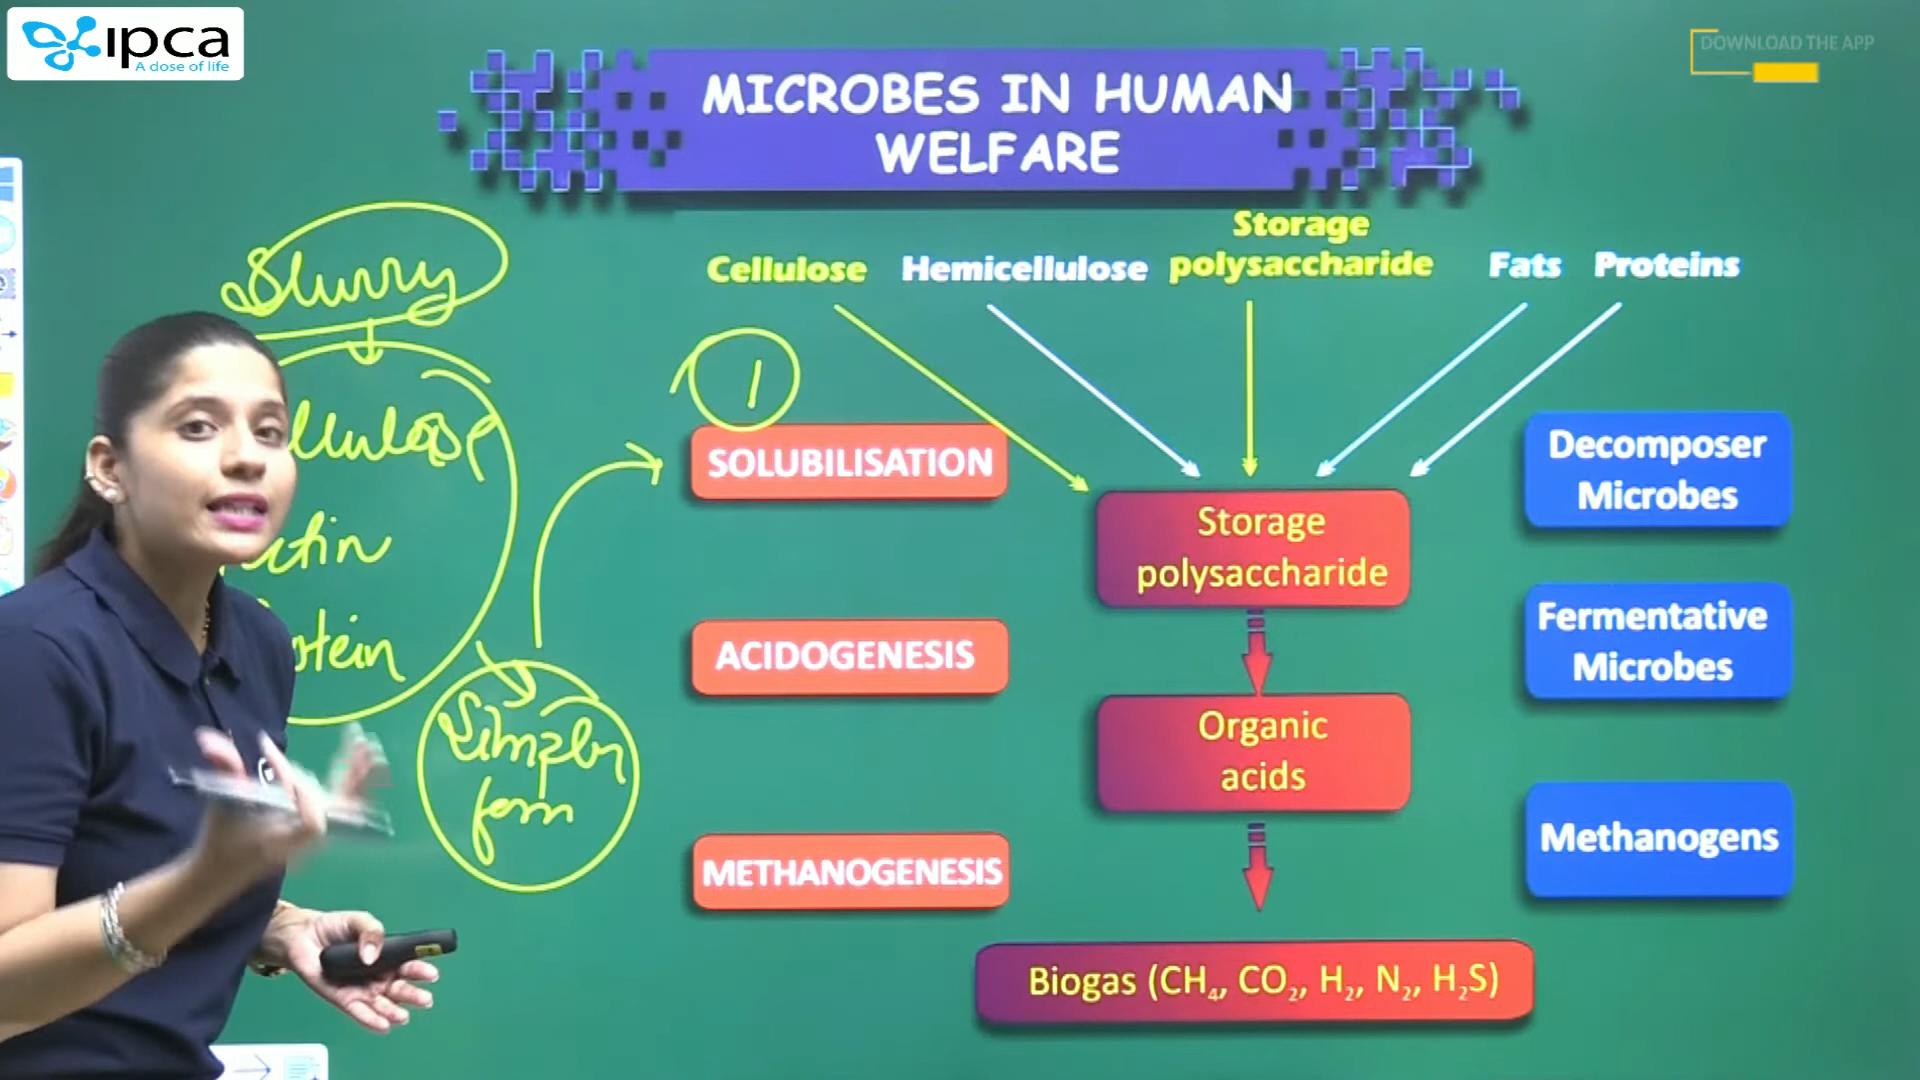 ipca
A dose of life
DOWNLOAD THE APP
MICROBES IN HUMAN
WELFARE
Slurry
Cellulose
Hemicellulose
Storage
polysaccharide
Fats
Proteins
1
SOLUBILISATION
Storage
polysaccharide
Decomposer
Microbes
ACIDOGENESIS
Organic
acids
Fermentative
Microbes
Simpler
form
METHANOGENESIS
Methanogens
Biogas (CH₄, CO₂, H₂, N₂, H₂S)